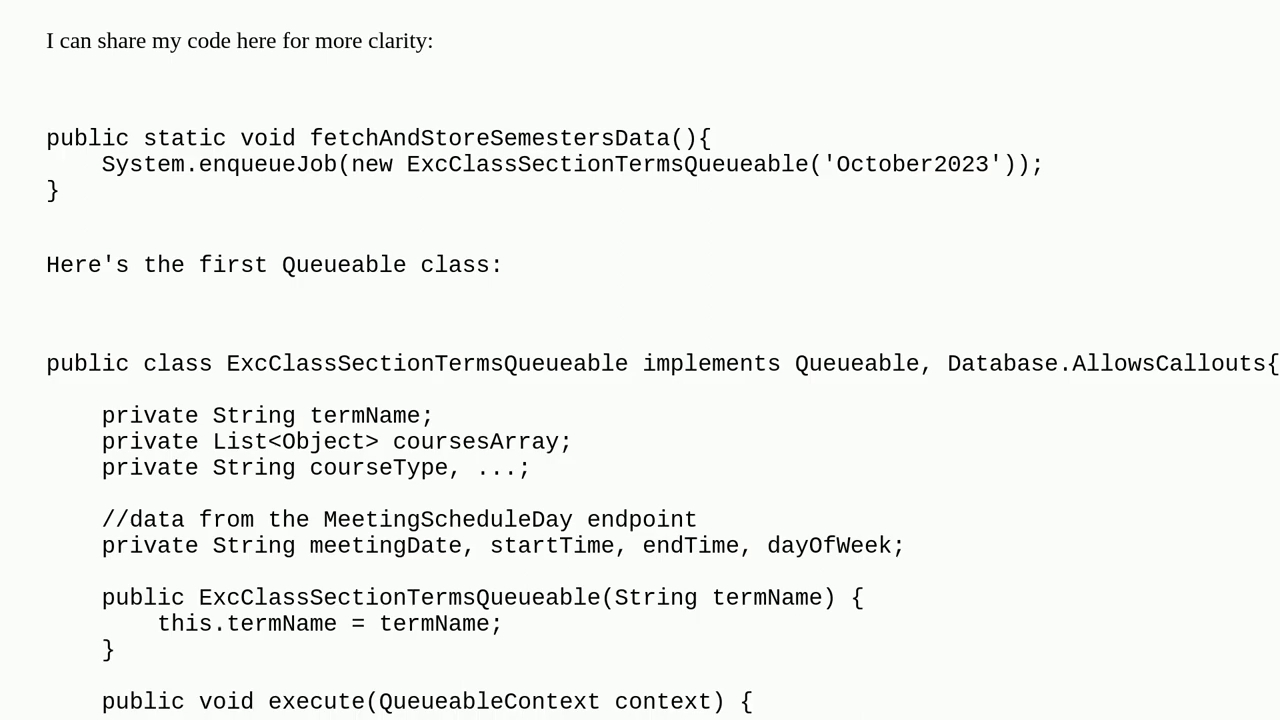 I can share my code here for more clarity:
public static void fetchAndStoreSemestersData(){
    System.enqueueJob(new ExcClassSectionTermsQueueable('October2023'));
}
Here's the first Queueable class:
public class ExcClassSectionTermsQueueable implements Queueable, Database.AllowsCallouts{
    private String termName;
    private List<Object> coursesArray;
    private String courseType, ...;
    //data from the MeetingScheduleDay endpoint
    private String meetingDate, startTime, endTime, dayOfWeek;
    public ExcClassSectionTermsQueueable(String termName) {
        this.termName = termName;
    }
    public void execute(QueueableContext context) {